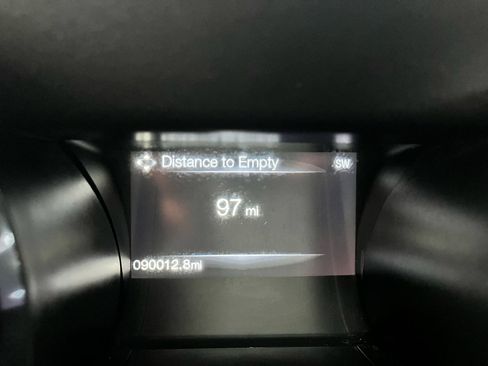 Distance to Empty SW
97 mi
090012.8mi